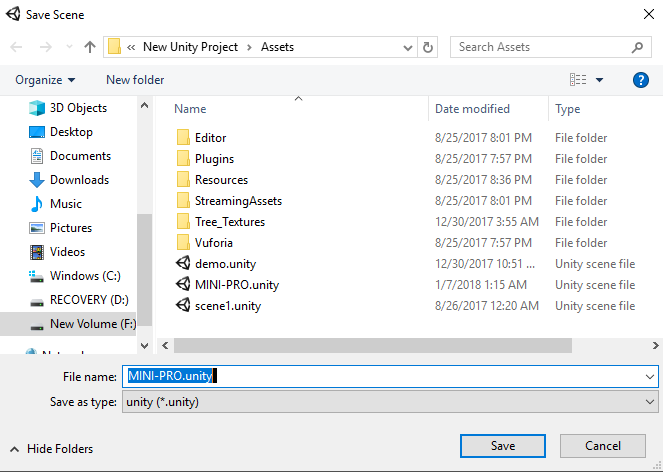 Save Scene
« New Unity Project > Assets
Search Assets
Organize
New folder
3D Objects
Desktop
Documents
Downloads
Music
Pictures
Videos
Windows (C:)
RECOVERY (D:)
New Volume (F:)
Name Date modified Type
Editor 8/25/2017 8:01 PM File folder
Plugins 8/25/2017 7:57 PM File folder
Resources 8/25/2017 8:36 PM File folder
StreamingAssets 8/25/2017 8:01 PM File folder
Tree_Textures 12/30/2017 3:55 AM File folder
Vuforia 8/25/2017 7:57 PM File folder
demo.unity 12/30/2017 10:51 ... Unity scene file
MINI-PRO.unity 1/7/2018 1:15 AM Unity scene file
scene1.unity 8/26/2017 12:20 AM Unity scene file
File name: MINI-PRO.unity
Save as type: unity (*.unity)
Hide Folders
Save
Cancel